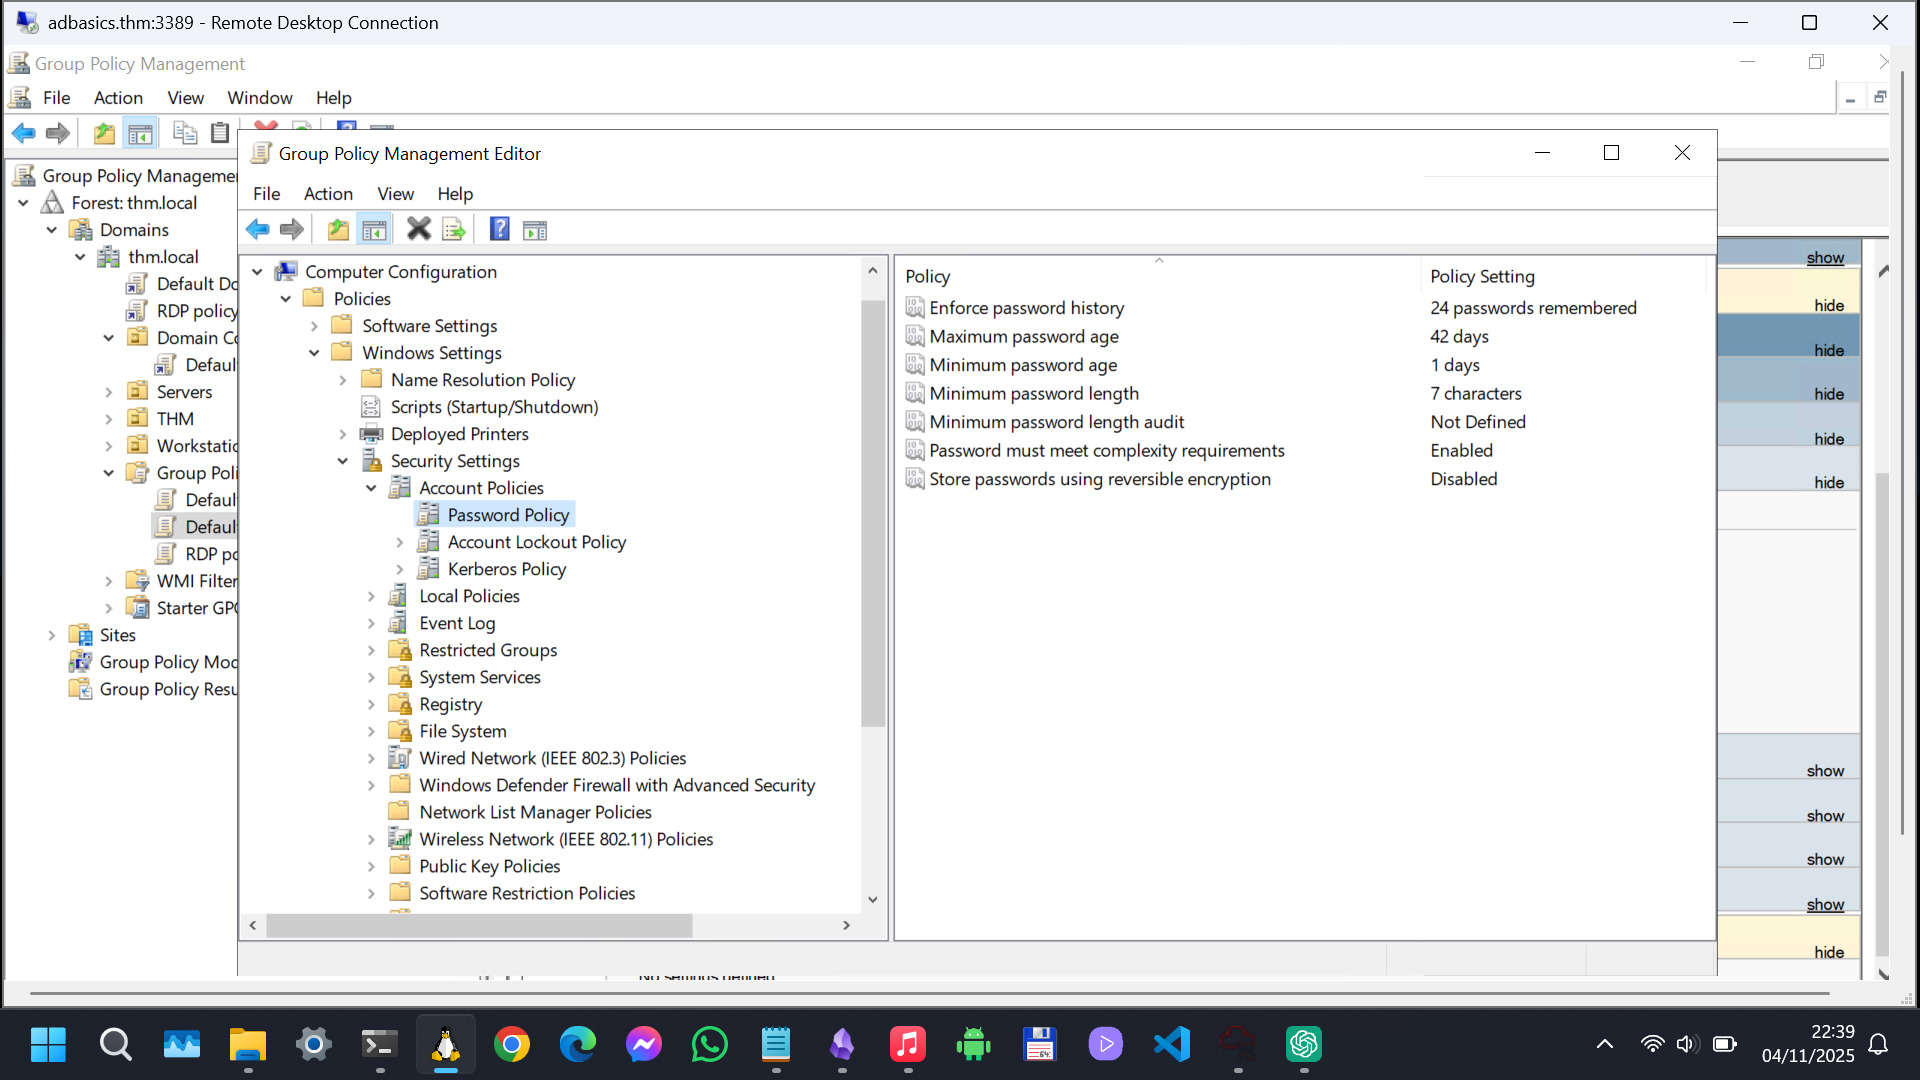 adbasics.thm:3389 - Remote Desktop Connection
Group Policy Management
File Action View Window Help
Group Policy Manageme
Forest: thm.local
Domains
thm.local
Default Do
RDP policy
Domain Co
Defaul
Servers
THM
Workstatio
Group Poli
Defaul
Defaul
RDP po
WMI Filter
Starter GPO
Sites
Group Policy Mod
Group Policy Resu
Group Policy Management Editor
File Action View Help
Computer Configuration
Policies
Software Settings
Windows Settings
Name Resolution Policy
Scripts (Startup/Shutdown)
Deployed Printers
Security Settings
Account Policies
Password Policy
Account Lockout Policy
Kerberos Policy
Local Policies
Event Log
Restricted Groups
System Services
Registry
File System
Wired Network (IEEE 802.3) Policies
Windows Defender Firewall with Advanced Security
Network List Manager Policies
Wireless Network (IEEE 802.11) Policies
Public Key Policies
Software Restriction Policies
Policy Policy Setting
Enforce password history 24 passwords remembered
Maximum password age 42 days
Minimum password age 1 days
Minimum password length 7 characters
Minimum password length audit Not Defined
Password must meet complexity requirements Enabled
Store passwords using reversible encryption Disabled
show
hide
hide
hide
hide
hide
show
show
show
show
hide
No settings defined
64
22:39
04/11/2025